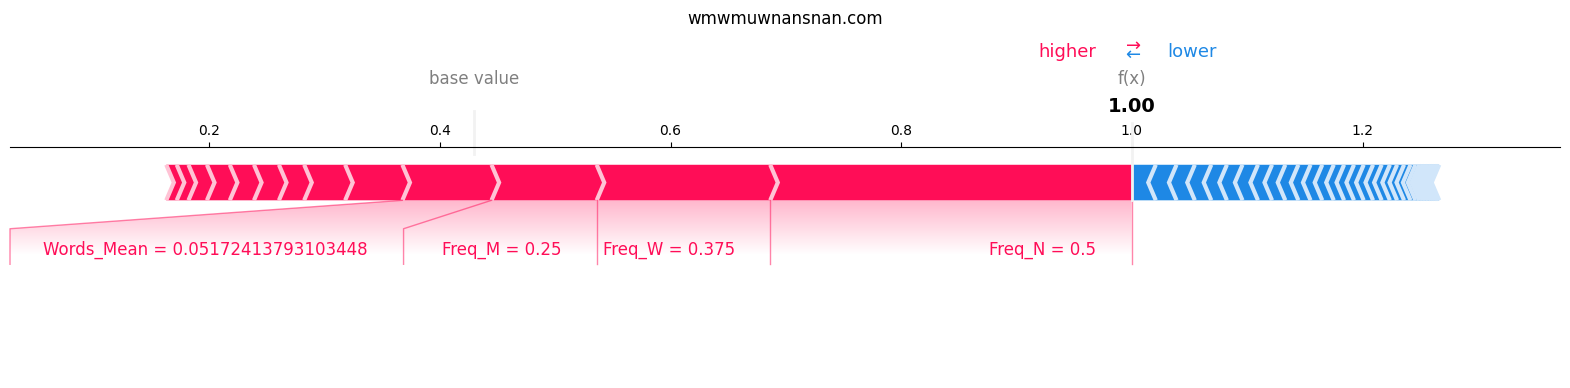 wmwmuwnansnan.com
higher → ← lower
base value f(x)
1.00
0.2 0.4 0.6 0.8 1.0 1.2
Words_Mean = 0.05172413793103448 Freq_M = 0.25 Freq_W = 0.375 Freq_N = 0.5